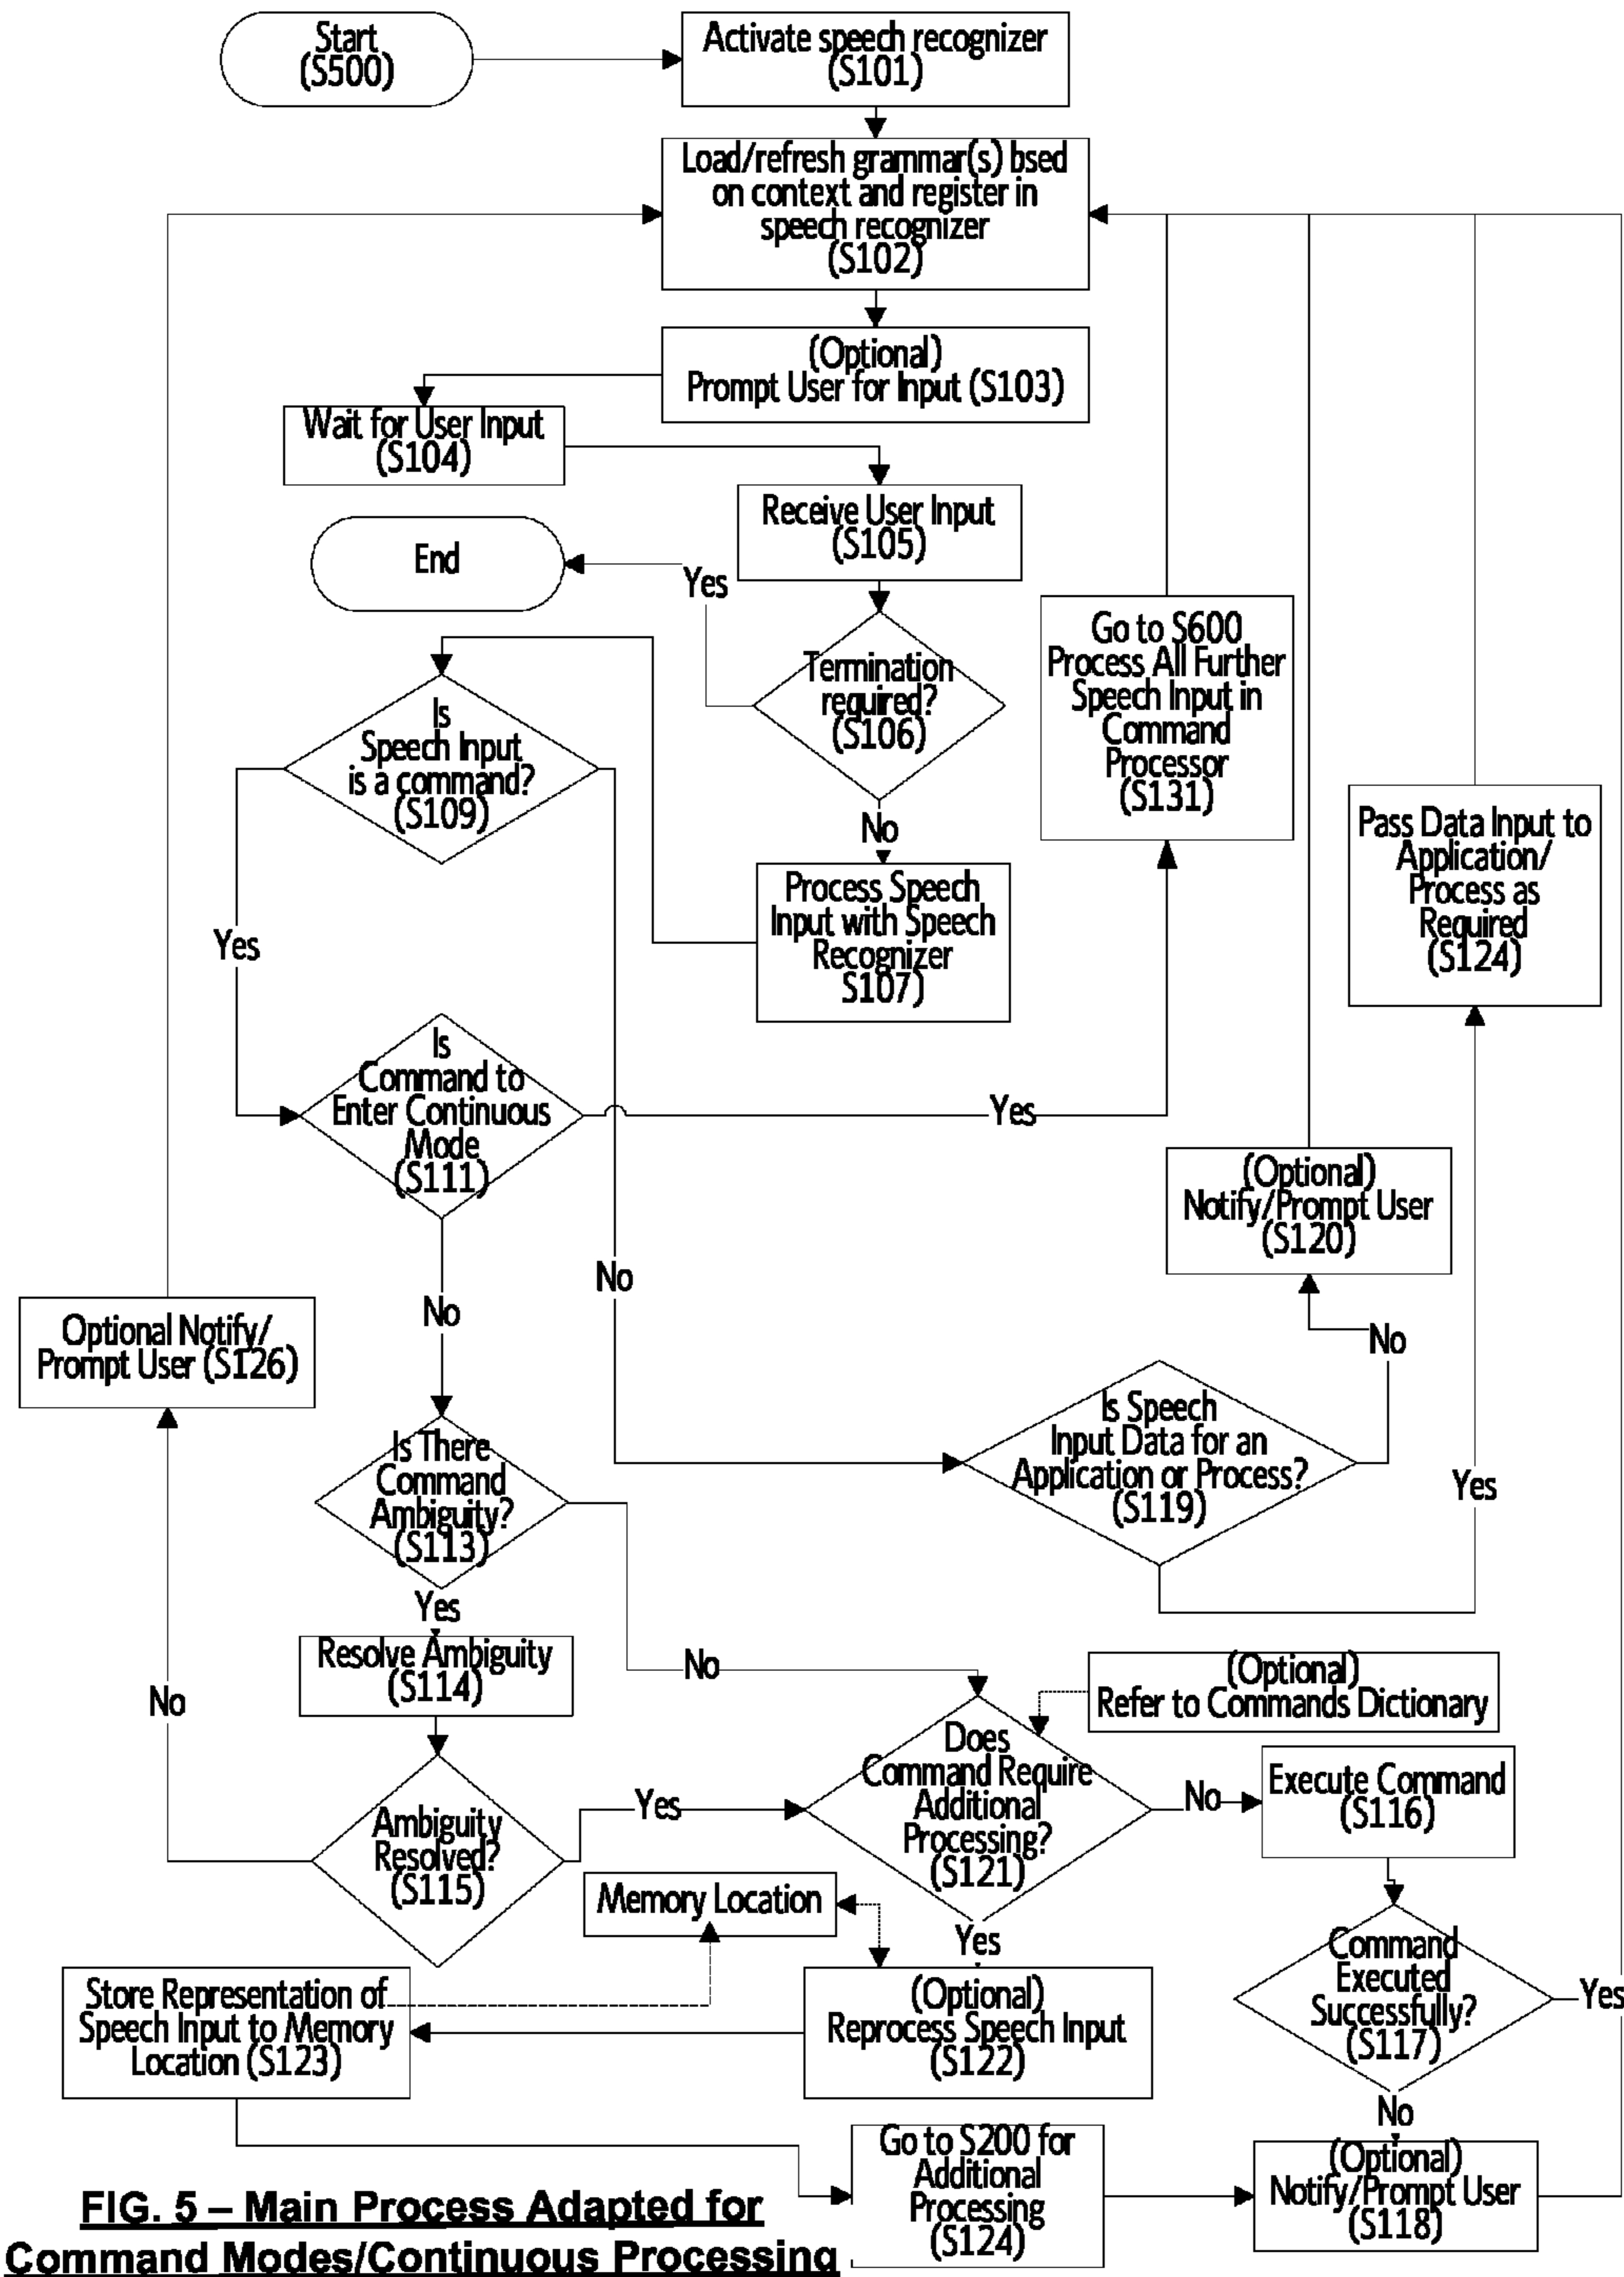 Start
(S500)
Activate speech recognizer
(S101)
Load/refresh grammar(s) bsed
on context and register in
speech recognizer
(S102)
(Optional)
Prompt User for Input (S103)
Wait for User Input
(S104)
Receive User Input
(S105)
End
Yes
Termination
required?
(S106)
No
Go to S600
Process All Further
Speech Input in
Command
Processor
(S131)
Is
Speech Input
is a command?
(S109)
Pass Data Input to
Application/
Process as
Required
(S124)
Process Speech
Input with Speech
Recognizer
S107)
Yes
Is
Command to
Enter Continuous
Mode
(S111)
Yes
(Optional)
Notify/Prompt User
(S120)
No
No
Optional Notify/
Prompt User (S126)
No
Is Speech
Input Data for an
Application or Process?
(S119)
Yes
Is There
Command
Ambiguity?
(S113)
Yes
Resolve Ambiguity
(S114)
No
(Optional)
Refer to Commands Dictionary
No
Does
Command Require
Additional
Processing?
(S121)
No
Execute Command
(S116)
Yes
Ambiguity
Resolved?
(S115)
Memory Location
Yes
Command
Executed
Successfully?
(S117)
Yes
Store Representation of
Speech Input to Memory
Location (S123)
(Optional)
Reprocess Speech Input
(S122)
No
Go to S200 for
Additional
Processing
(S124)
(Optional)
Notify/Prompt User
(S118)
FIG. 5 – Main Process Adapted for
Command Modes/Continuous Processing